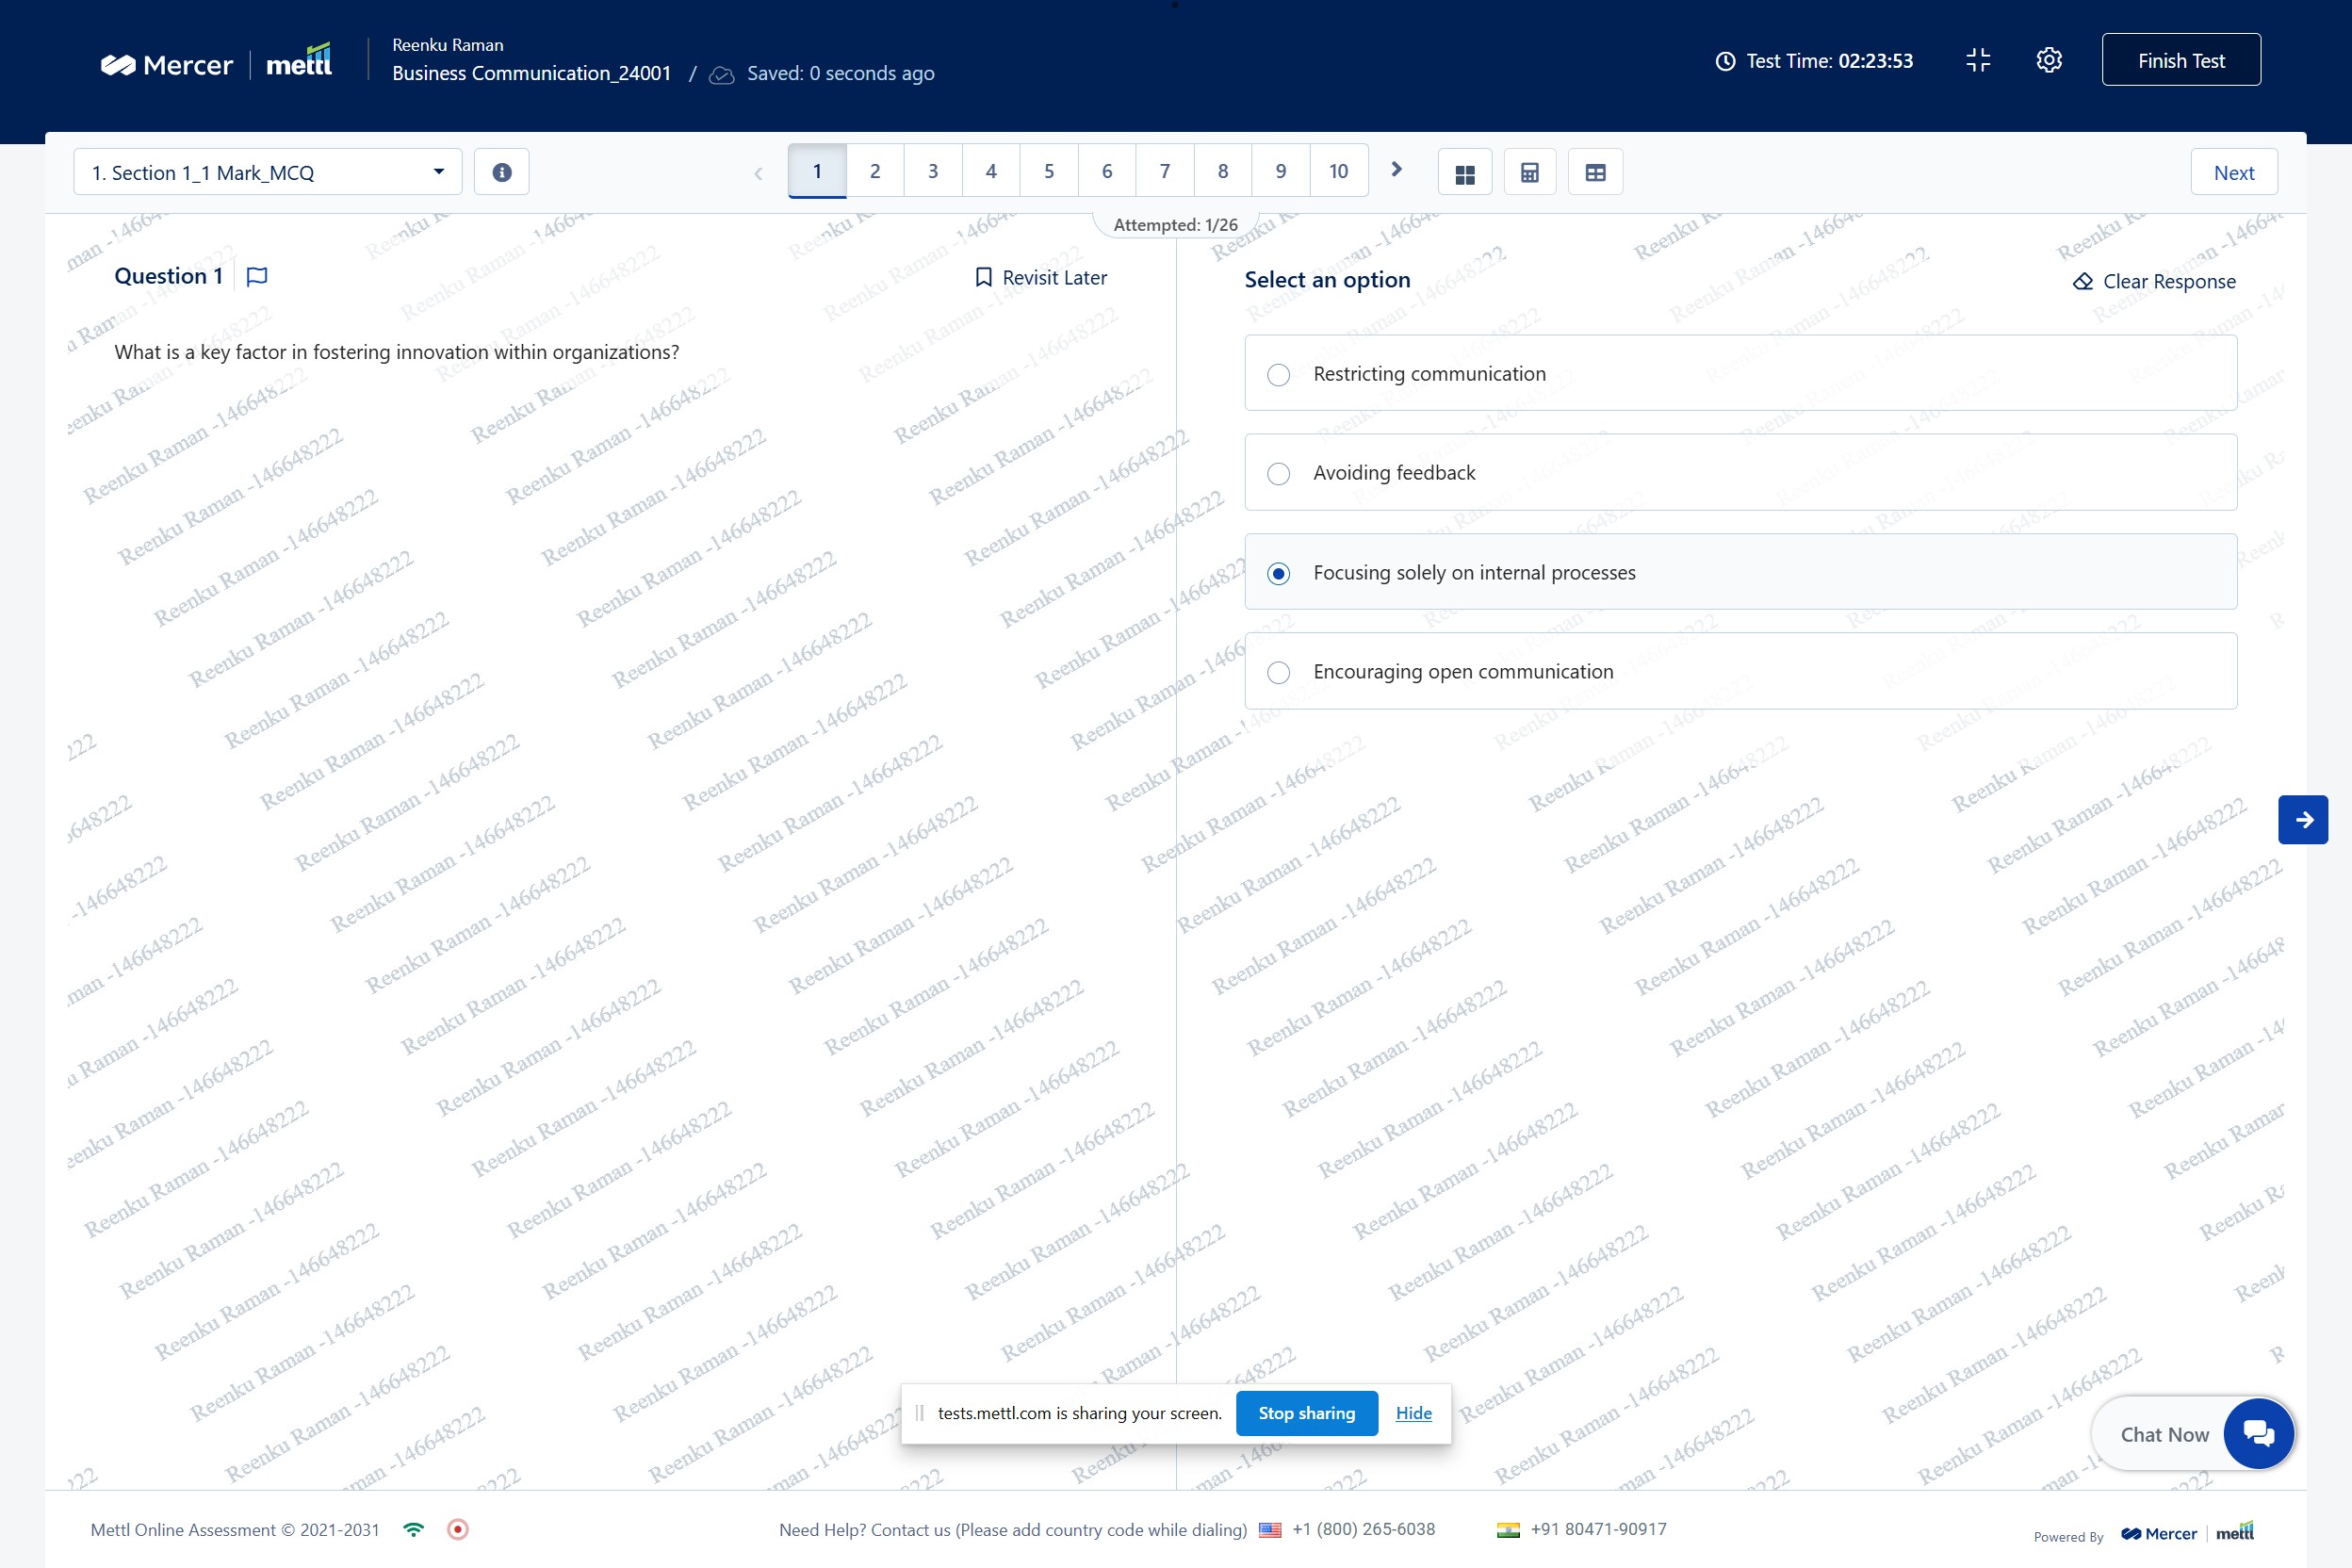 Mercer mettl
Reenku Raman
Business Communication_24001 / Saved: 0 seconds ago
Test Time: 02:23:53
Finish Test
1. Section 1_1 Mark_MCQ
1 2 3 4 5 6 7 8 9 10
Next
Attempted: 1/26
Question 1
Revisit Later
What is a key factor in fostering innovation within organizations?
Select an option
Clear Response
Restricting communication
Avoiding feedback
Focusing solely on internal processes
Encouraging open communication
Reenku Raman -146648222
tests.mettl.com is sharing your screen.
Stop sharing
Hide
Chat Now
Mettl Online Assessment © 2021-2031
Need Help? Contact us (Please add country code while dialing) +1 (800) 265-6038 +91 80471-90917
Powered By Mercer mettl